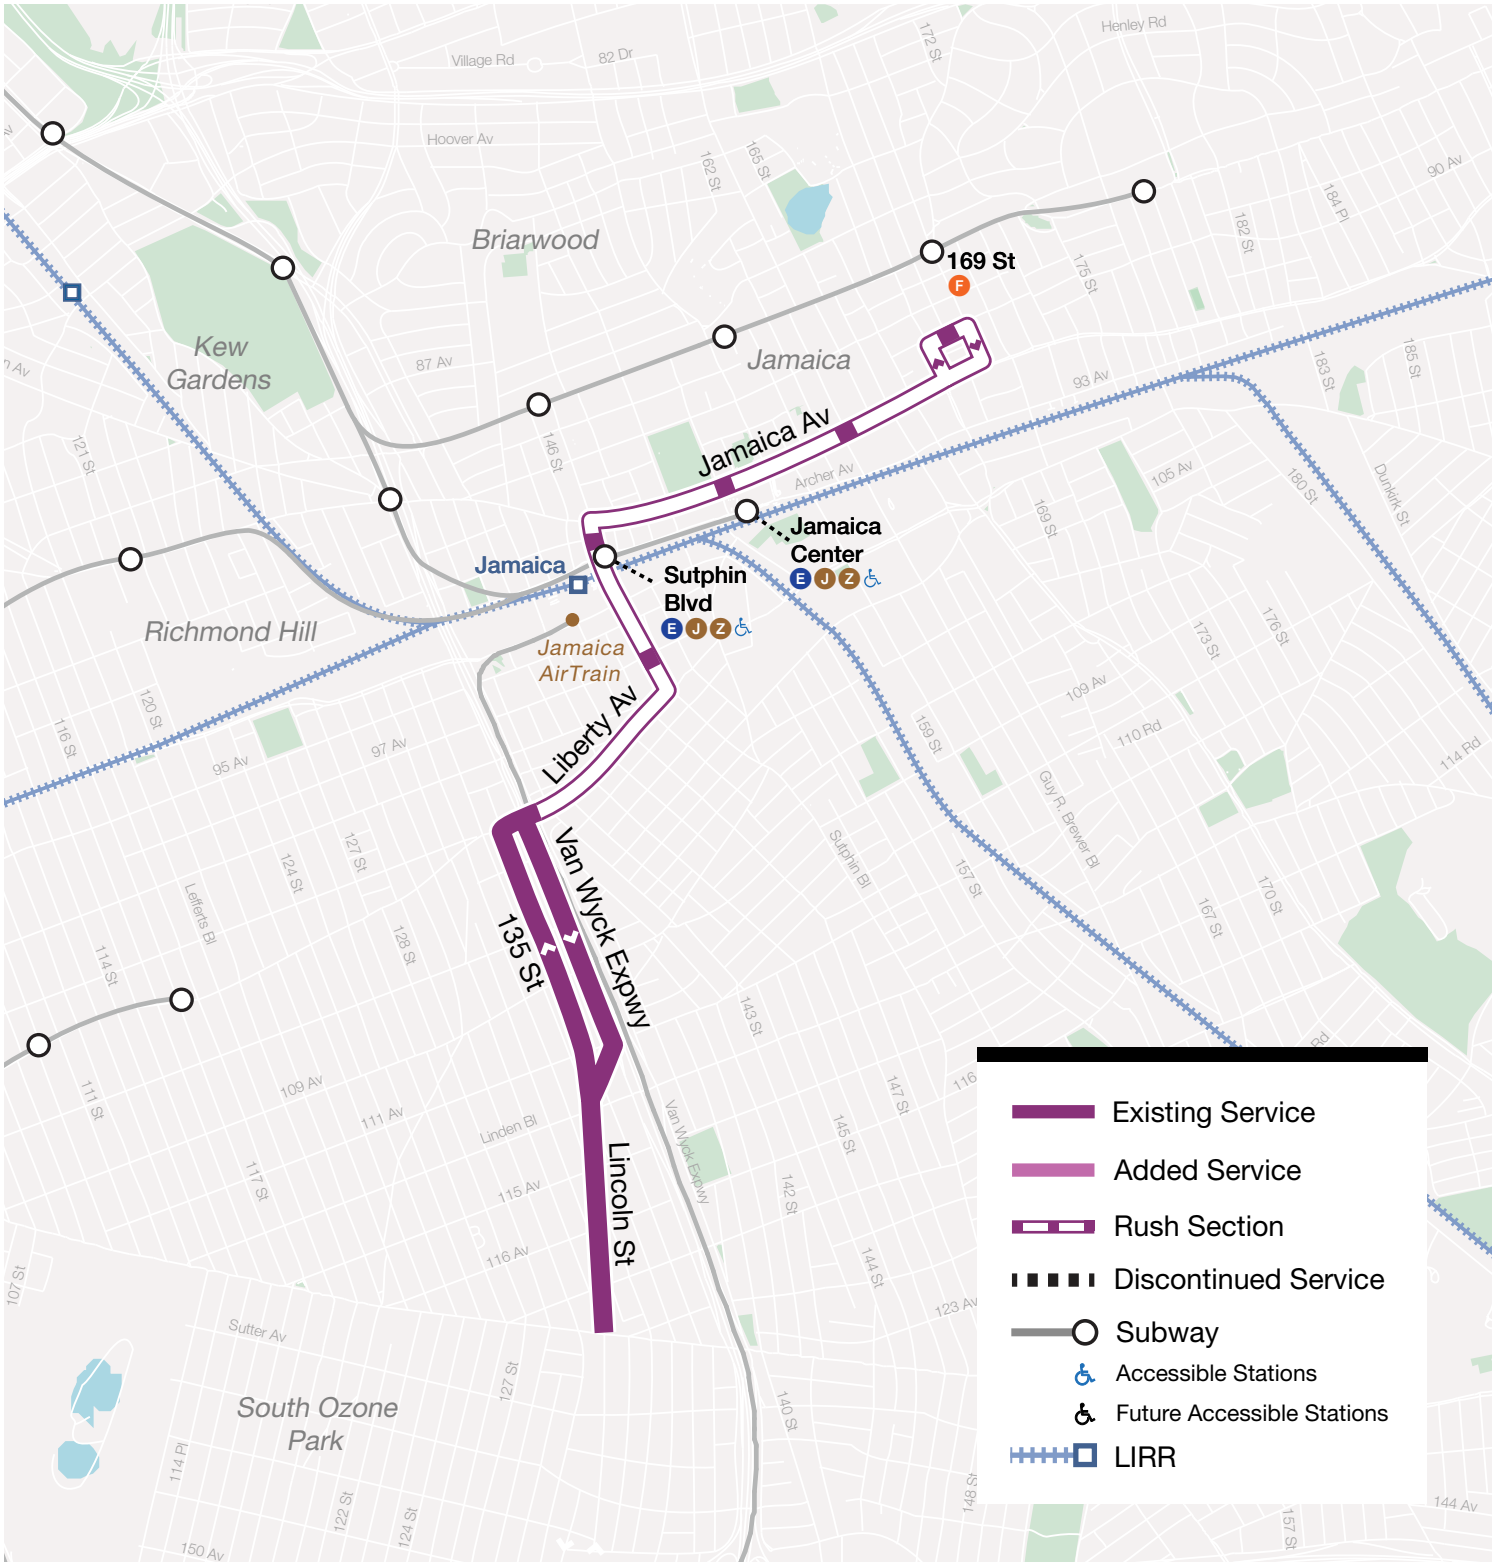 Henley Rd
172 St
82 Dr
Village Rd
Hoover Av
165 St
162 St
90 Av
184 Pl
182 St
Briarwood
169 St
F
175 St
Kew
Gardens
87 Av
Jamaica
93 Av
183 St
185 St
121 St
146 St
Jamaica Av
Archer Av
105 Av
180 St
Dunkirk St
169 St
Jamaica
Center
E J Z
Jamaica
Sutphin
Blvd
E J Z
Richmond Hill
Jamaica
AirTrain
173 St
176 St
109 Av
110 Rd
114 Rd
120 St
116 St
95 Av
97 Av
Liberty Av
159 St
Guy R. Brewer Bl
Sutphin Bl
157 St
127 St
124 St
Lefferts Bl
128 St
114 St
135 St
Van Wyck Expwy
170 St
167 St
143 St
Rd
111 St
109 Av
111 Av
Linden Bl
Van Wyck Expwy
147 St
116
145 St
117 St
115 Av
142 St
Lincoln St
116 Av
144 St
107 St
123 Av
Sutter Av
127 St
140 St
South Ozone
Park
114 Pl
122 St
124 St
150 Av
148 St
157 St
144 Av
Existing Service
Added Service
Rush Section
Discontinued Service
Subway
Accessible Stations
Future Accessible Stations
LIRR